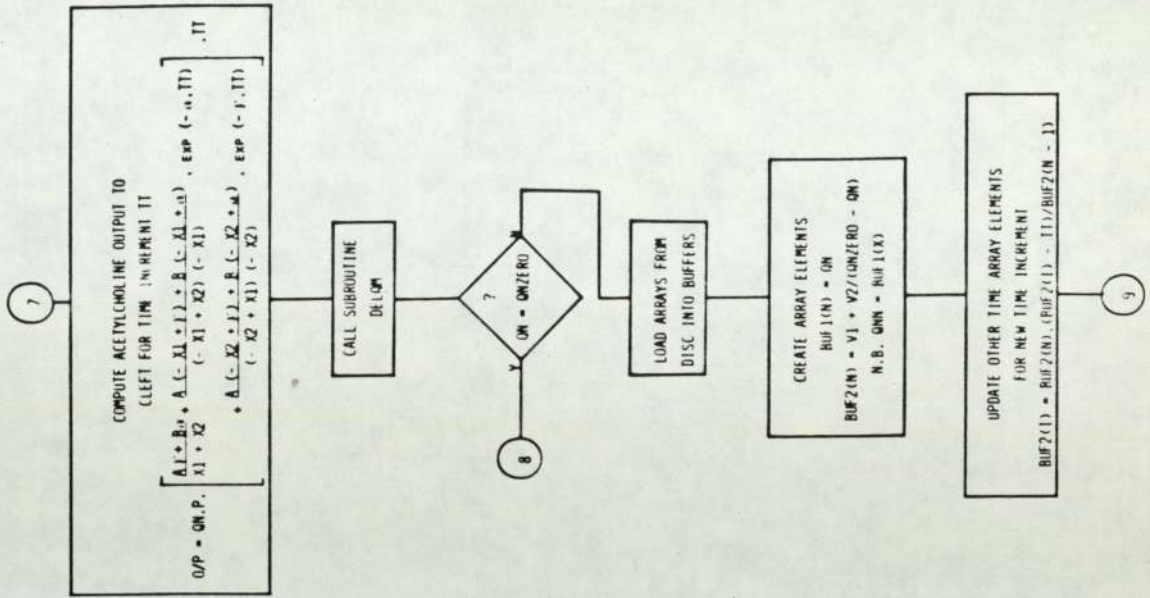 7
COMPUTE ACETYLCHOLINE OUTPUT TO
CLEFT FOR TIME INCREMENT TT
O/P = QN.P. [ Aγ + Bα + A (- X1 + γ) + B (- X1 + α) . EXP (-α.TT) ] .TT
X1 + X2 (- X1 + X2) (- X1)
+ A (- X2 + γ) + B (- X2 + α) . EXP (-γ.TT)
(- X2 + X1) (- X2)
CALL SUBROUTINE
DELQM
?
QN = QNZERO
Y
N
8
LOAD ARRAYS FROM
DISC INTO BUFFERS
CREATE ARRAY ELEMENTS
BUF1(N) = QN
BUF2(N) = V1 + V2/(QNZERO - QN)
N.B. QNN = BUF1(X)
UPDATE OTHER TIME ARRAY ELEMENTS
FOR NEW TIME INCREMENT
BUF2(I) = BUF2(N).(BUF2(I) - TT)/BUF2(N - 1)
9